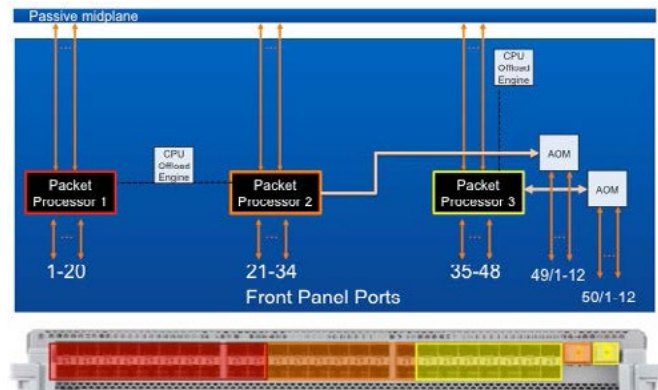 Passive midplane
CPU
Offload
Engine
CPU
Offload
Engine
AOM
Packet
Processor 1
Packet
Processor 2
Packet
Processor 3
AOM
1-20
21-34
35-48
49/1-12
50/1-12
Front Panel Ports